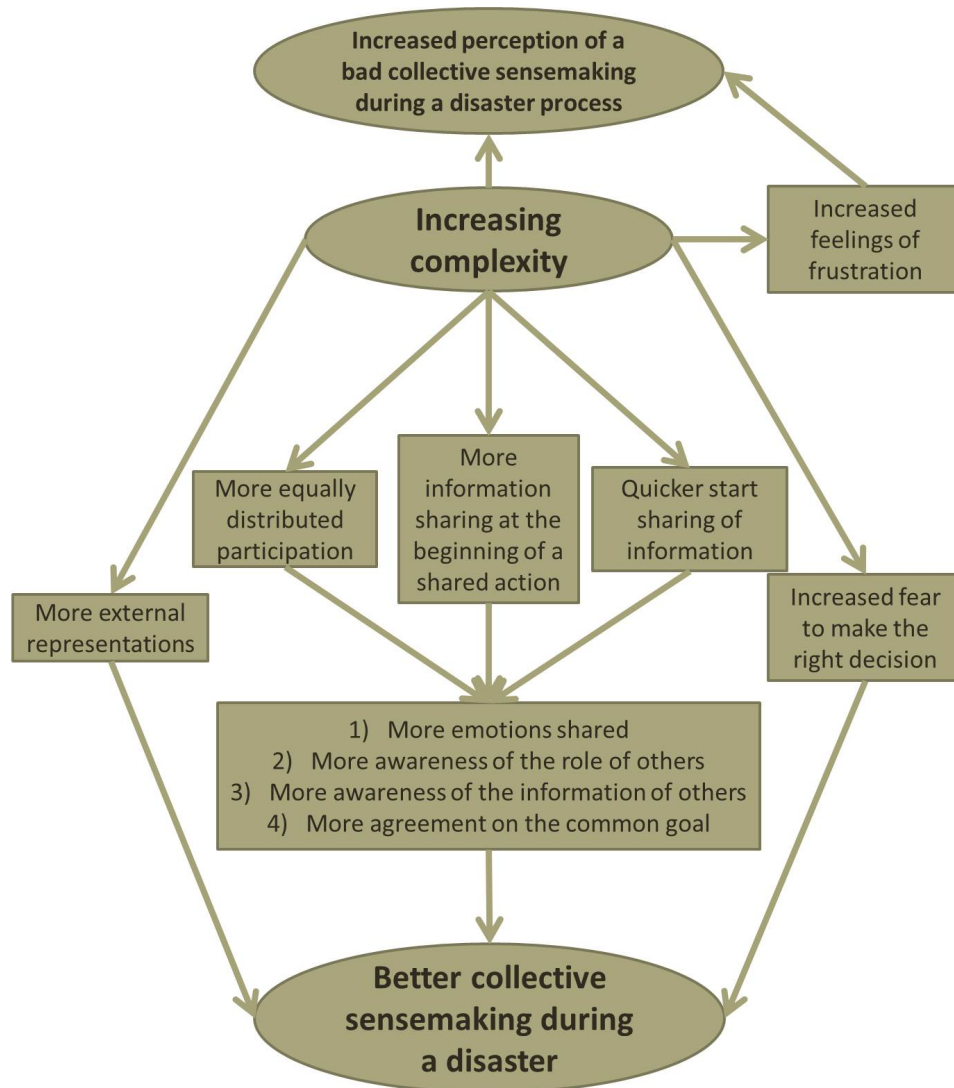 Increased perception of a
bad collective sensemaking
during a disaster process
Increasing
complexity
Increased
feelings of
frustration
More equally
distributed
participation
More
information
sharing at the
beginning of a
shared action
Quicker start
sharing of
information
More external
representations
Increased fear
to make the
right decision
1) More emotions shared
2) More awareness of the role of others
3) More awareness of the information of others
4) More agreement on the common goal
Better collective
sensemaking during
a disaster